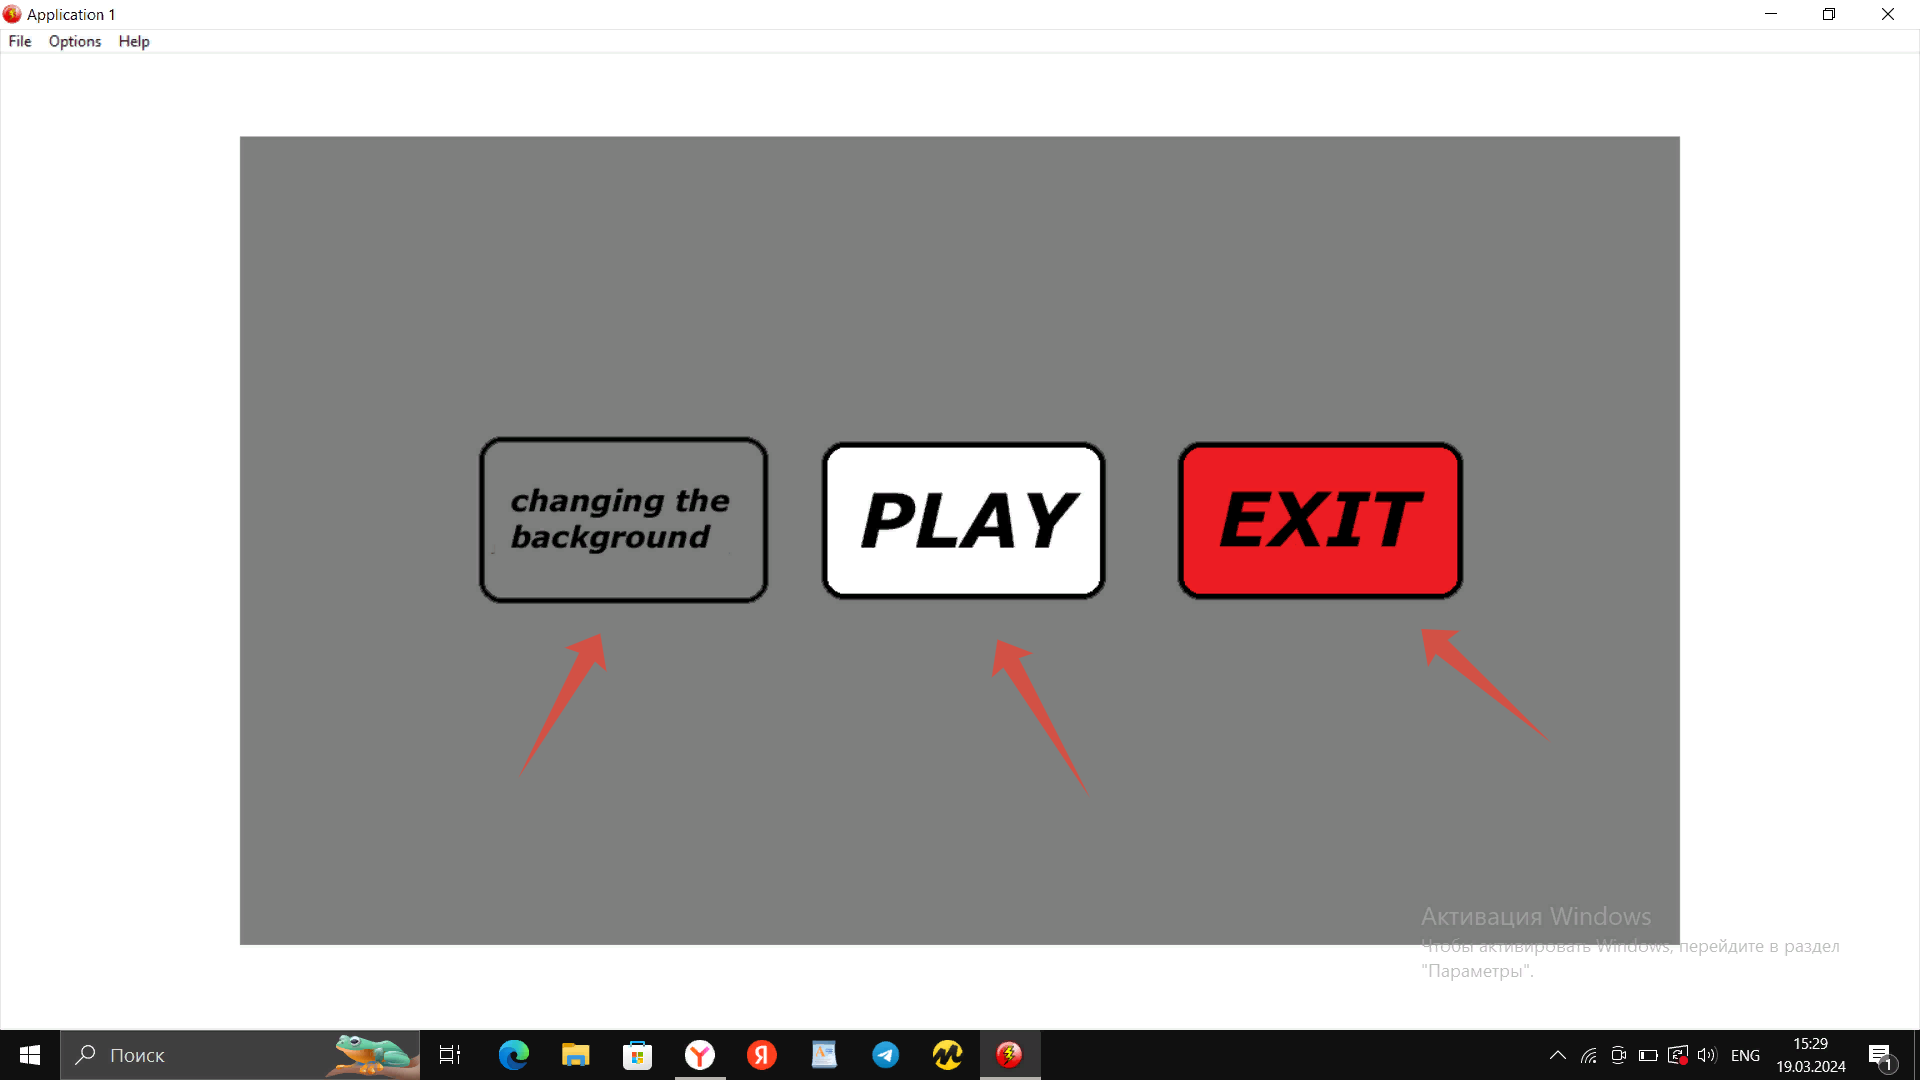 Application 1
File Options Help
changing the
background
PLAY
EXIT
Активация Windows
Чтобы активировать Windows, перейдите в раздел
"Параметры".
Поиск
ENG
15:29
19.03.2024
1